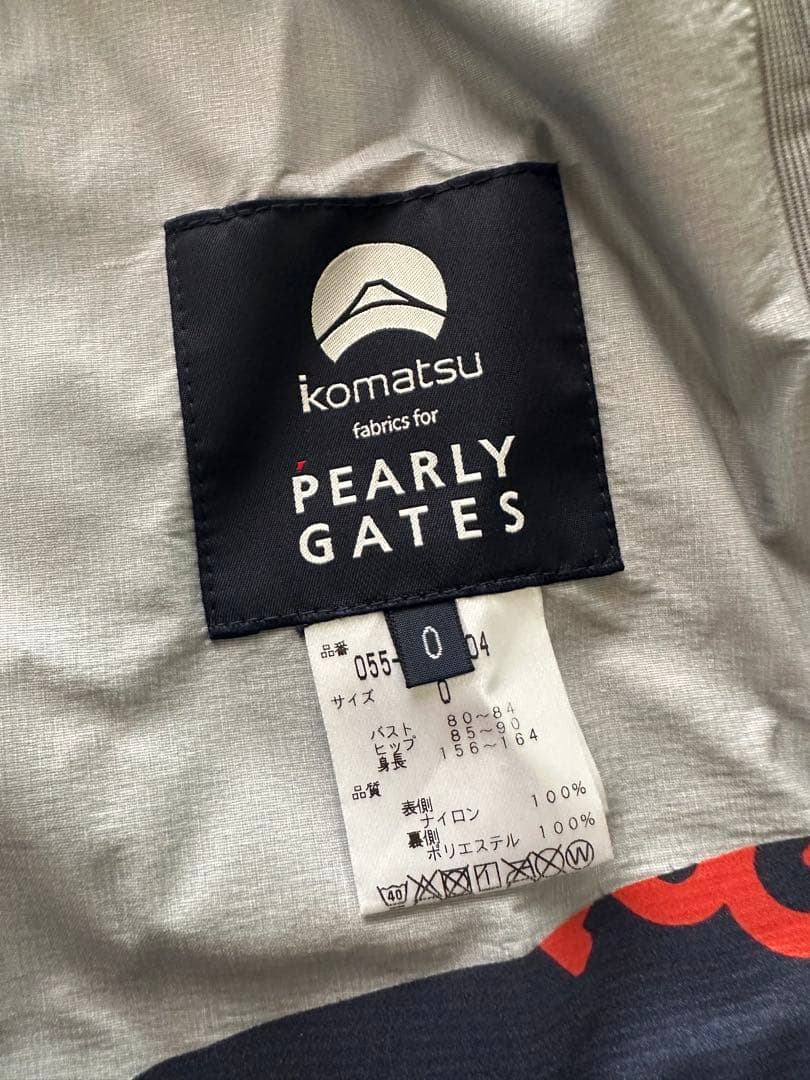 komatsu
fabrics for
PEARLY
GATES
0
品番
055- 04
サイズ
0
バスト 80～84
ヒップ 85～90
身長 156～164
品質
表側
ナイロン 100%
裏側
ポリエステル 100%
40
W